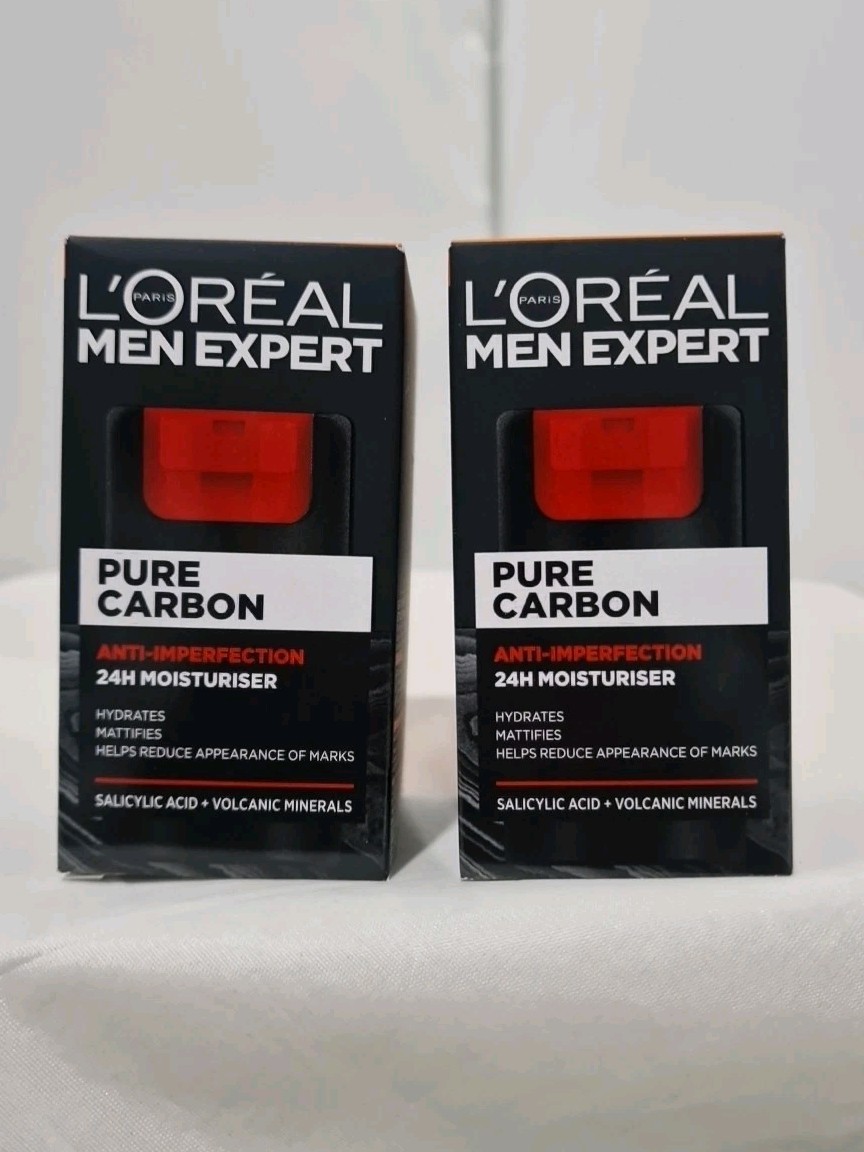 L'ORÉAL
PARIS
MEN EXPERT
PURE
CARBON
ANTI-IMPERFECTION
24H MOISTURISER
HYDRATES
MATTIFIES
HELPS REDUCE APPEARANCE OF MARKS
SALICYLIC ACID + VOLCANIC MINERALS
L'ORÉAL
PARIS
MEN EXPERT
PURE
CARBON
ANTI-IMPERFECTION
24H MOISTURISER
HYDRATES
MATTIFIES
HELPS REDUCE APPEARANCE OF MARKS
SALICYLIC ACID + VOLCANIC MINERALS